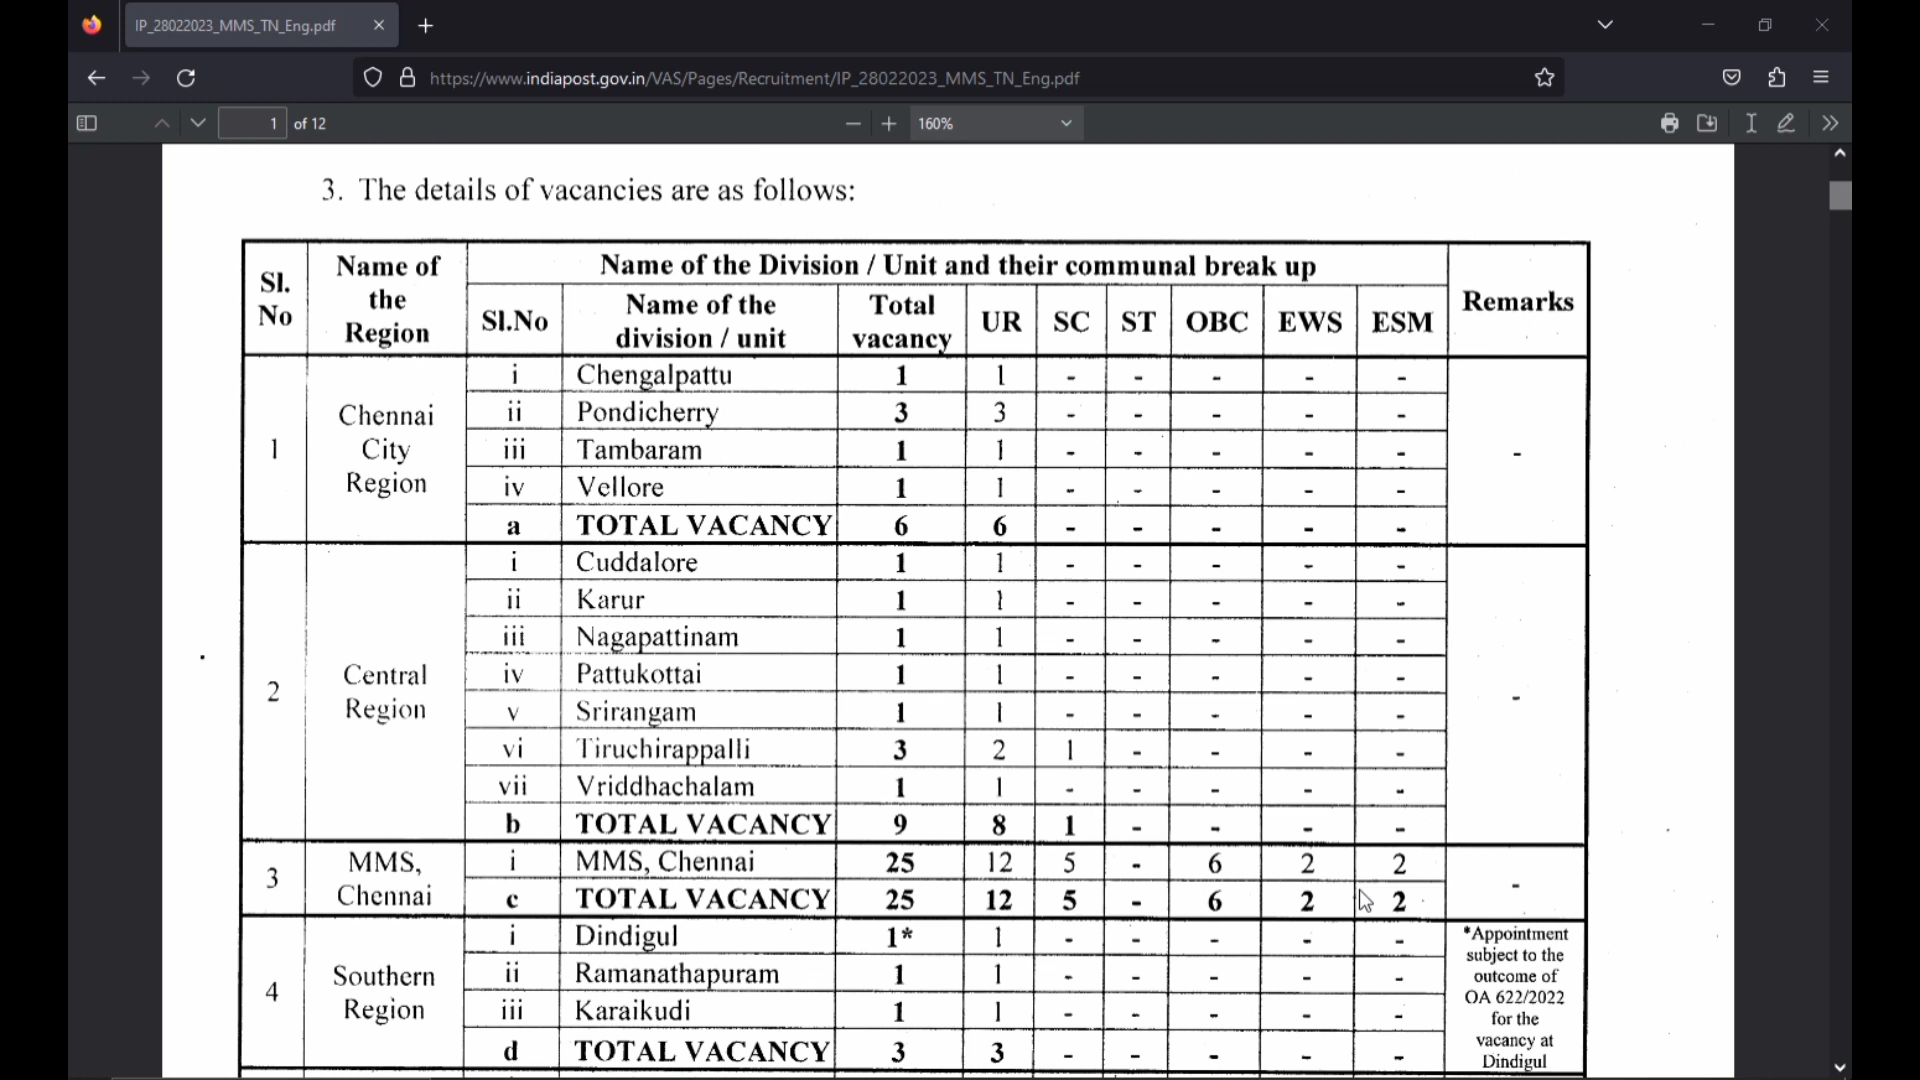 IP_28022023_MMS_TN_Eng.pdf
https://www.indiapost.gov.in/VAS/Pages/Recruitment/IP_28022023_MMS_TN_Eng.pdf
1 of 12
160%
3. The details of vacancies are as follows:
Sl. No | Name of the Region | Name of the Division / Unit and their communal break up | Remarks
Sl.No | Name of the division / unit | Total vacancy | UR | SC | ST | OBC | EWS | ESM
1 | Chennai City Region | i | Chengalpattu | 1 | 1 | - | - | - | - | - | -
ii | Pondicherry | 3 | 3 | - | - | - | - | -
iii | Tambaram | 1 | 1 | - | - | - | - | -
iv | Vellore | 1 | 1 | - | - | - | - | -
a | TOTAL VACANCY | 6 | 6 | - | - | - | - | -
2 | Central Region | i | Cuddalore | 1 | 1 | - | - | - | - | - | -
ii | Karur | 1 | 1 | - | - | - | - | -
iii | Nagapattinam | 1 | 1 | - | - | - | - | -
iv | Pattukottai | 1 | 1 | - | - | - | - | -
v | Srirangam | 1 | 1 | - | - | - | - | -
vi | Tiruchirappalli | 3 | 2 | 1 | - | - | - | -
vii | Vriddhachalam | 1 | 1 | - | - | - | - | -
b | TOTAL VACANCY | 9 | 8 | 1 | - | - | - | -
3 | MMS, Chennai | i | MMS, Chennai | 25 | 12 | 5 | - | 6 | 2 | 2 | -
c | TOTAL VACANCY | 25 | 12 | 5 | - | 6 | 2 | 2
4 | Southern Region | i | Dindigul | 1* | 1 | - | - | - | - | - | *Appointment subject to the outcome of OA 622/2022 for the vacancy at Dindigul
ii | Ramanathapuram | 1 | 1 | - | - | - | - | -
iii | Karaikudi | 1 | 1 | - | - | - | - | -
d | TOTAL VACANCY | 3 | 3 | - | - | - | - | -